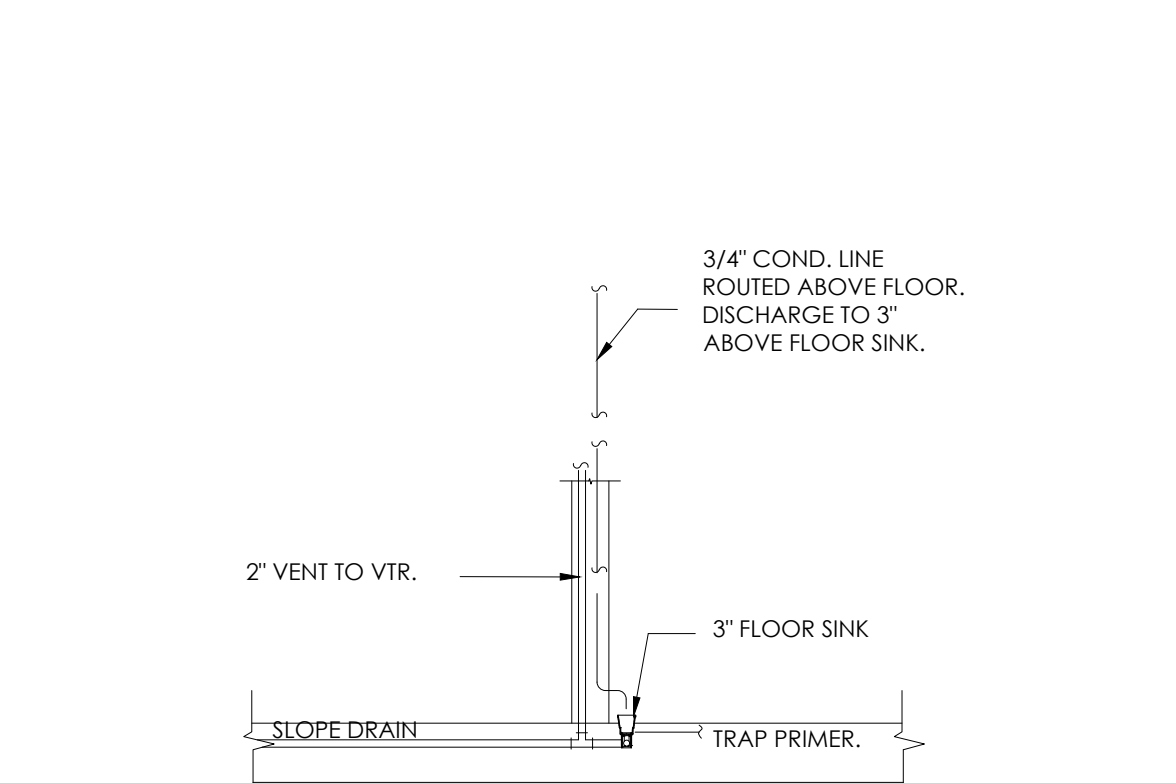 3/4" COND. LINE
ROUTED ABOVE FLOOR.
DISCHARGE TO 3"
ABOVE FLOOR SINK.
2" VENT TO VTR.
3" FLOOR SINK
SLOPE DRAIN
TRAP PRIMER.